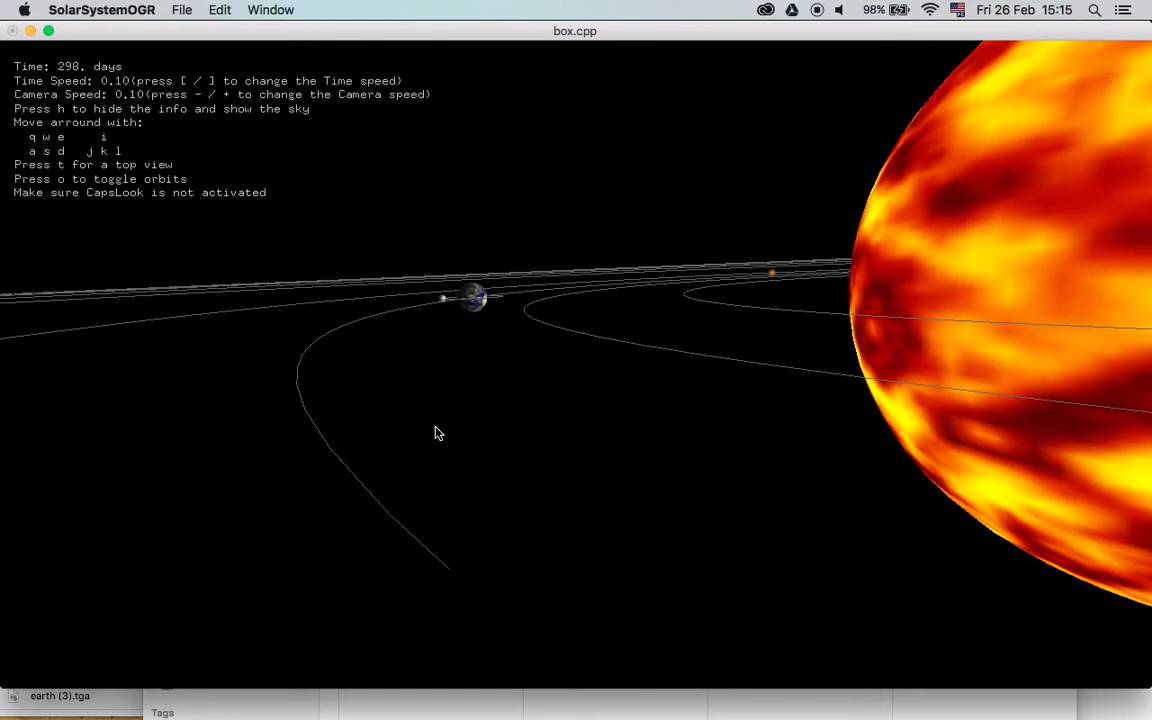 SolarSystemOGR File Edit Window
98% Fri 26 Feb 15:15
box.cpp
Time: 298. days
Time Speed: 0.10(press [ / ] to change the Time speed)
Camera Speed: 0.10(press - / + to change the Camera speed)
Press h to hide the info and show the sky
Move arround with:
q w e i
a s d j k l
Press t for a top view
Press o to toggle orbits
Make sure CapsLook is not activated
earth (3).tga
Tags